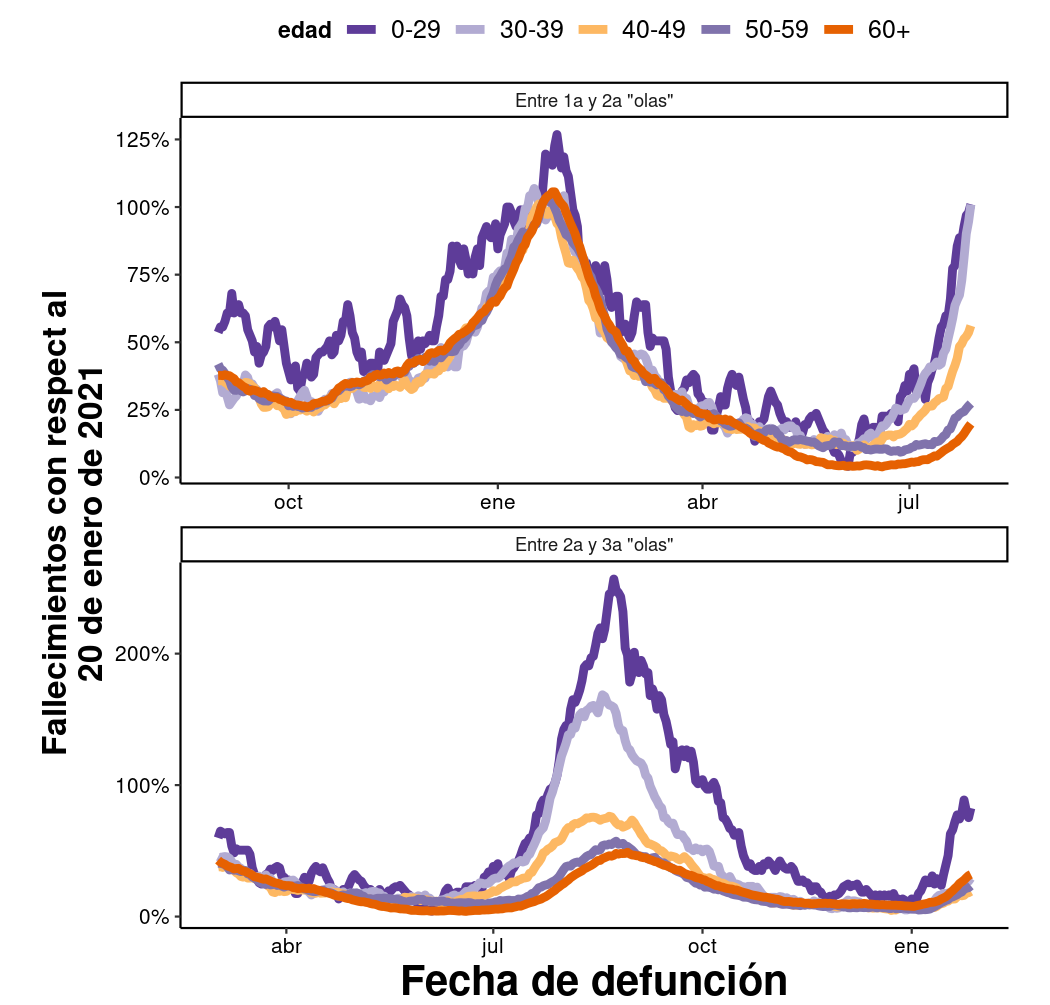 edad 0-29 30-39 40-49 50-59 60+
Entre 1a y 2a "olas"
125%
100%
75%
50%
25%
0%
oct ene abr jul
Fallecimientos con respect al
20 de enero de 2021
Entre 2a y 3a "olas"
200%
100%
0%
abr jul oct ene
Fecha de defunción